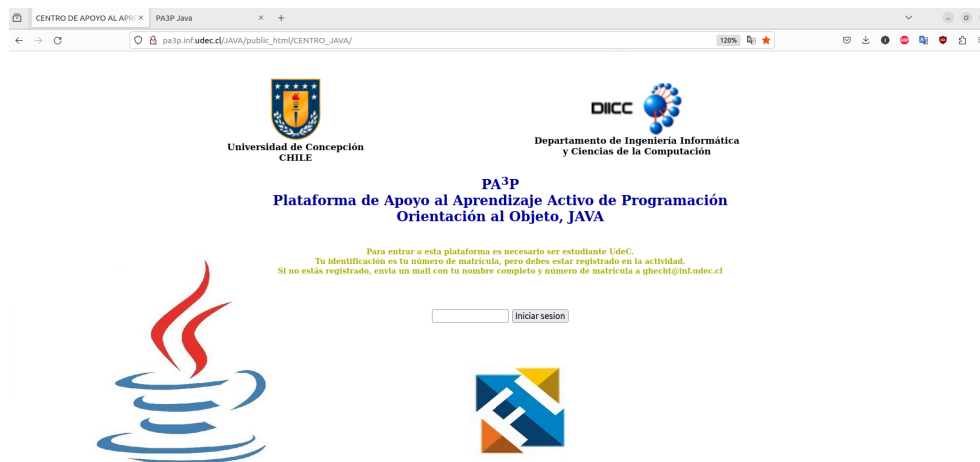 CENTRO DE APOYO AL APRE
PA3P Java
pa3p.inf.udec.cl/JAVA/public_html/CENTRO_JAVA/
120%
Universidad de Concepción
CHILE
DIICC
Departamento de Ingeniería Informática
y Ciencias de la Computación
PA3P
Plataforma de Apoyo al Aprendizaje Activo de Programación
Orientación al Objeto, JAVA
Para entrar a esta plataforma es necesario ser estudiante UdeC.
Tu identificación es tu número de matrícula, pero debes estar registrado en la actividad.
Si no estás registrado, envia un mail con tu nombre completo y número de matrícula a ghecht@inf.udec.cl
Iniciar sesion